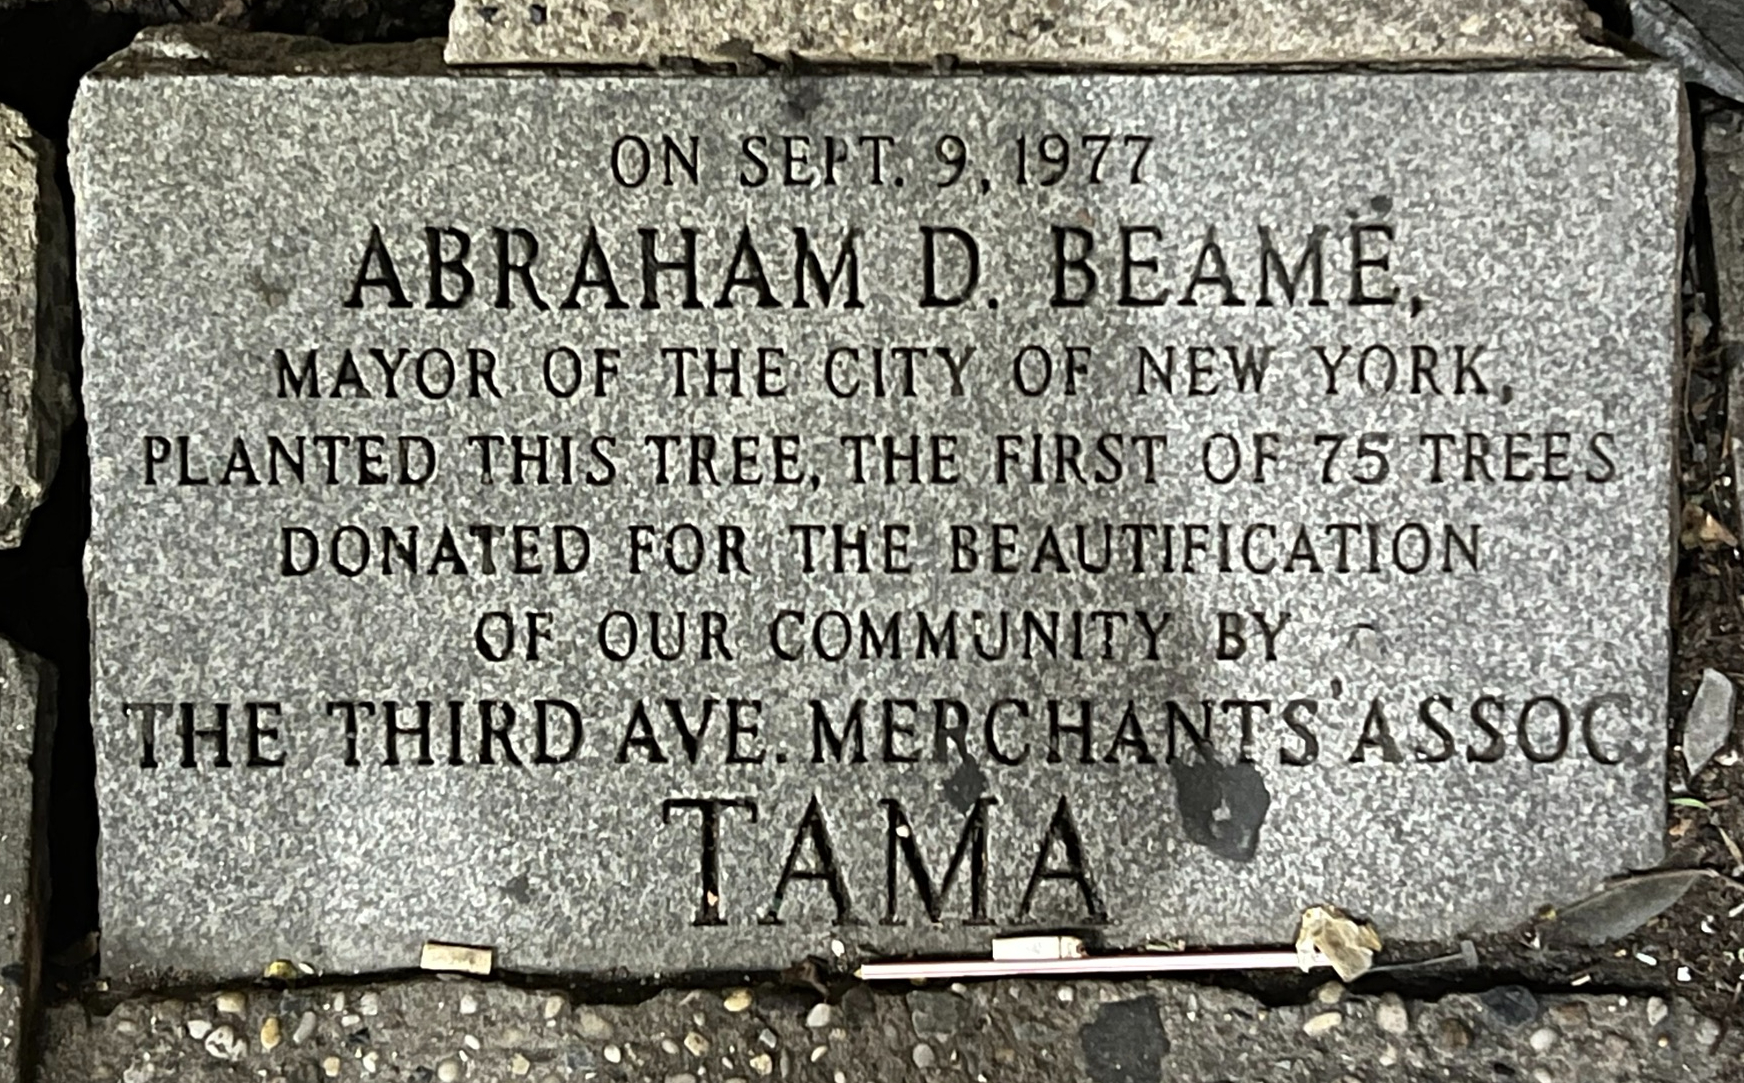 ON SEPT. 9, 1977
ABRAHAM D. BEAME,
MAYOR OF THE CITY OF NEW YORK,
PLANTED THIS TREE, THE FIRST OF 75 TREES
DONATED FOR THE BEAUTIFICATION
OF OUR COMMUNITY BY
THE THIRD AVE. MERCHANTS' ASSOC.
TAMA